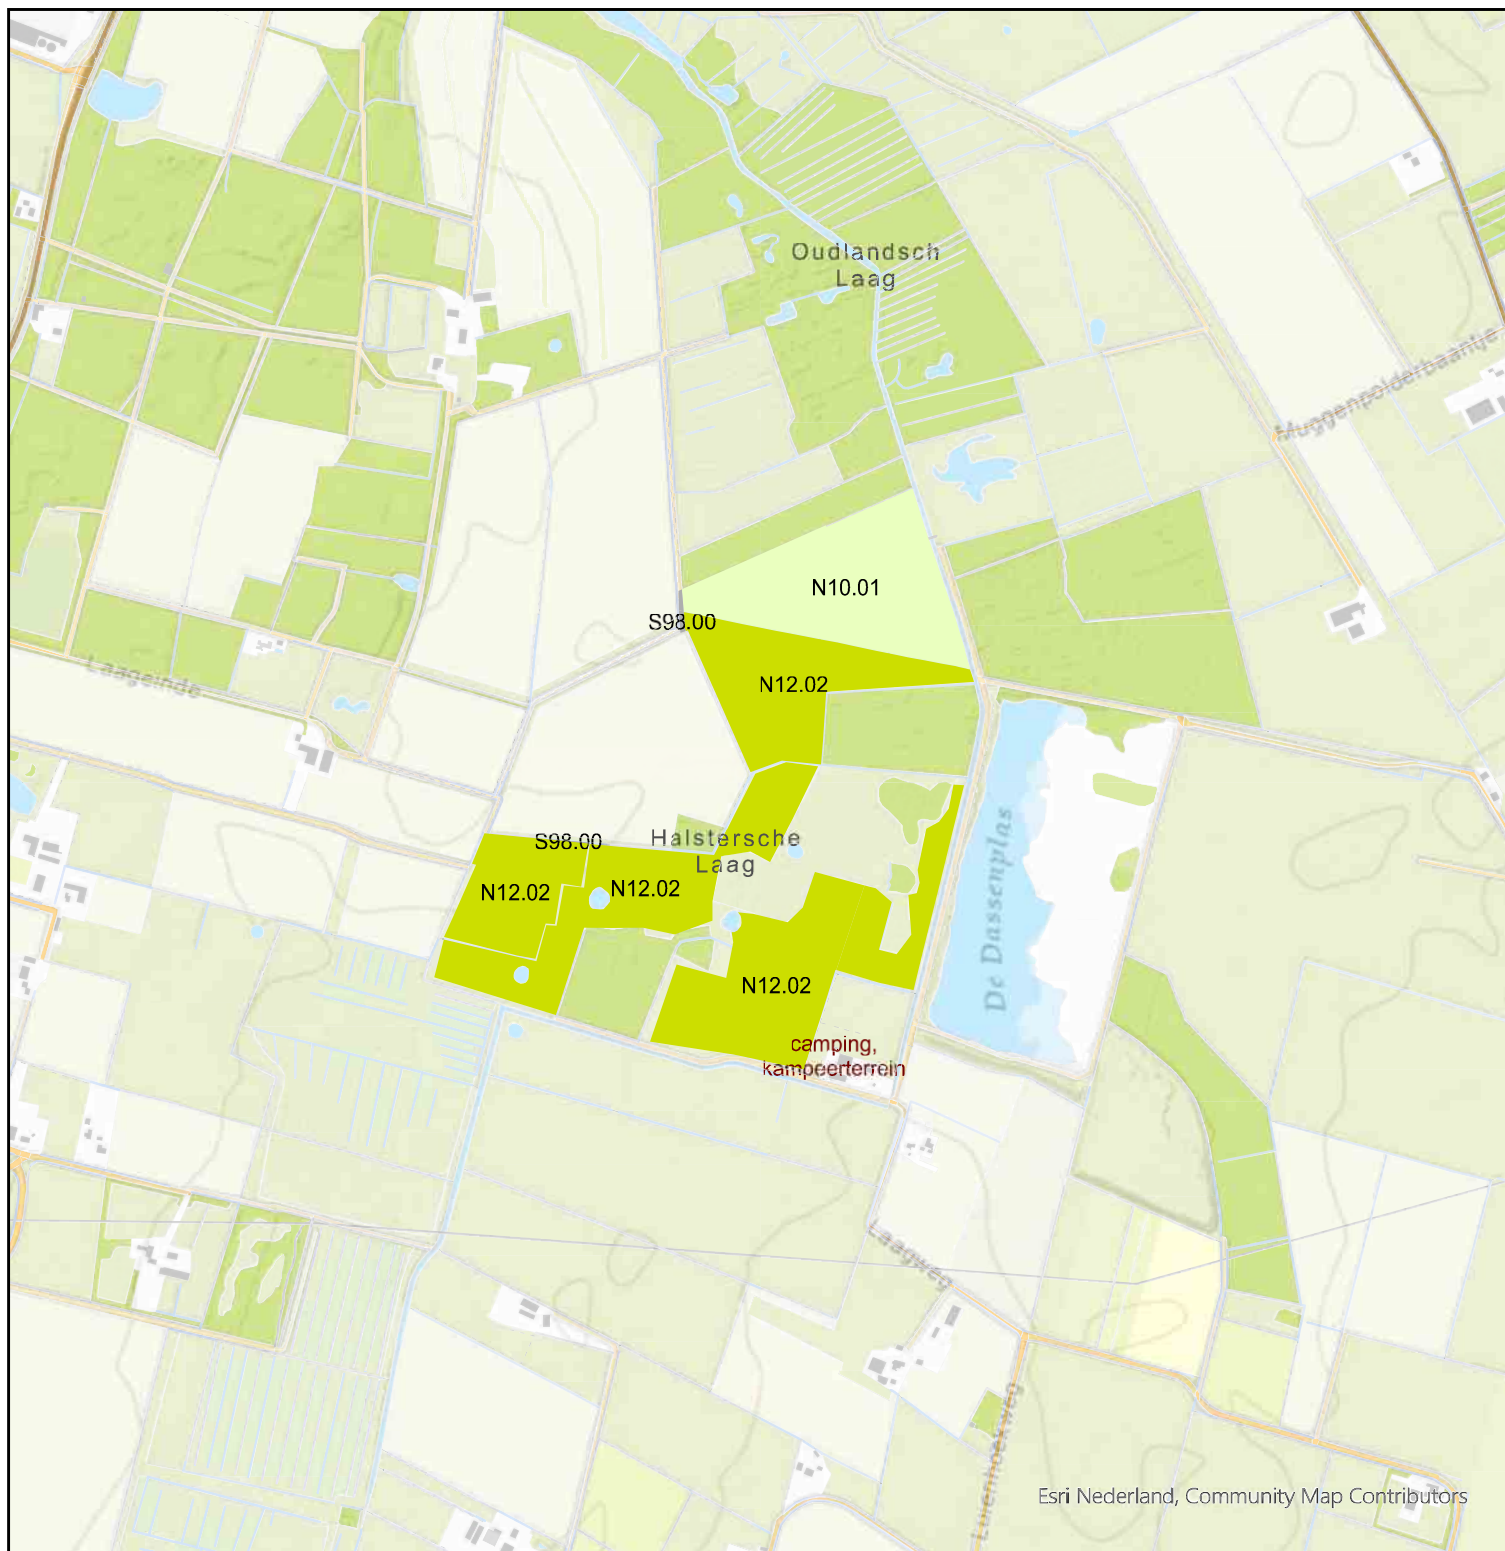 Oudlandsch
Laag
Muggenpolderbaantje
N10.01
S98.00
Laageinde
N12.02
De Dassenplas
S98.00
Halstersche
Laag
N12.02
N12.02
N12.02
camping,
kampeerterrein
Laagweg
Esri Nederland, Community Map Contributors